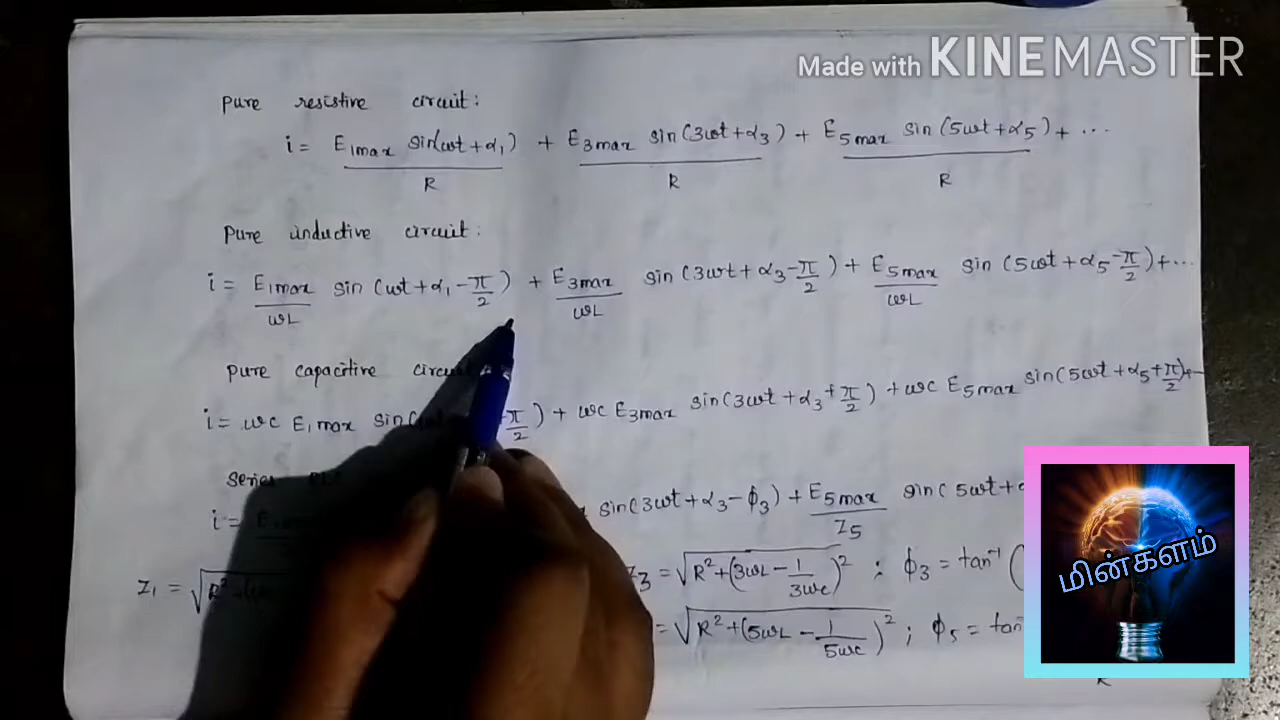 Made with KINEMASTER
Pure resistive circuit:
i = E1max sin(ωt+α1)/R + E3max sin(3ωt+α3)/R + E5max sin(5ωt+α5)/R + ...
Pure inductive circuit:
i = E1max/ωL sin(ωt+α1-π/2) + E3max/ωL sin(3ωt+α3-π/2) + E5max/ωL sin(5ωt+α5-π/2)+...
Pure capacitive
i = ωc E1max sin( π/2) + ωc E3max sin(3ωt+α3+π/2) + ωc E5max sin(5ωt+α5+π/2)+
Series
i = sin(3ωt+α3-ϕ3) + E5max/Z5 sin(5ωt+
Z1 = √R² Z3 = √R²+(3ωL-1/3ωc)² ; ϕ3 = tan⁻¹(
= √R²+(5ωL-1/5ωc)² ; ϕ5 = tan
R
மின்களம்